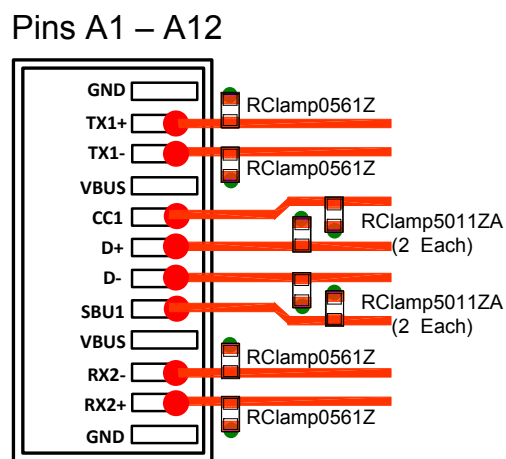 Pins A1 – A12
GND
RClamp0561Z
TX1+
TX1-
RClamp0561Z
VBUS
CC1
RClamp5011ZA
(2 Each)
D+
D-
RClamp5011ZA
(2 Each)
SBU1
VBUS
RClamp0561Z
RX2-
RX2+
RClamp0561Z
GND